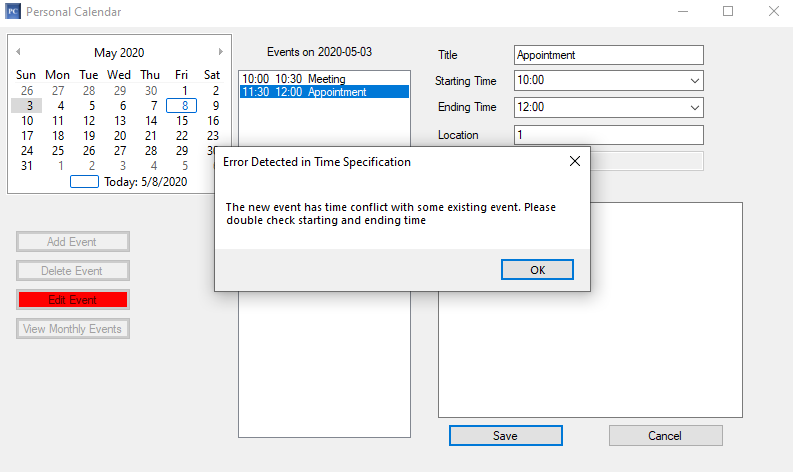 PC Personal Calendar
May 2020
Sun Mon Tue Wed Thu Fri Sat
26 27 28 29 30 1 2
3 4 5 6 7 8 9
10 11 12 13 14 15 16
17 18 19 20 21 22 23
24 25 26 27 28 29 30
31 1 2 3 4 5
Today: 5/8/2020
Add Event
Delete Event
Edit Event
View Monthly Events
Events on 2020-05-03
10:00 10:30 Meeting
11:30 12:00 Appointment
Title Appointment
Starting Time 10:00
Ending Time 12:00
Location 1
Error Detected in Time Specification
The new event has time conflict with some existing event. Please
double check starting and ending time
OK
Save
Cancel